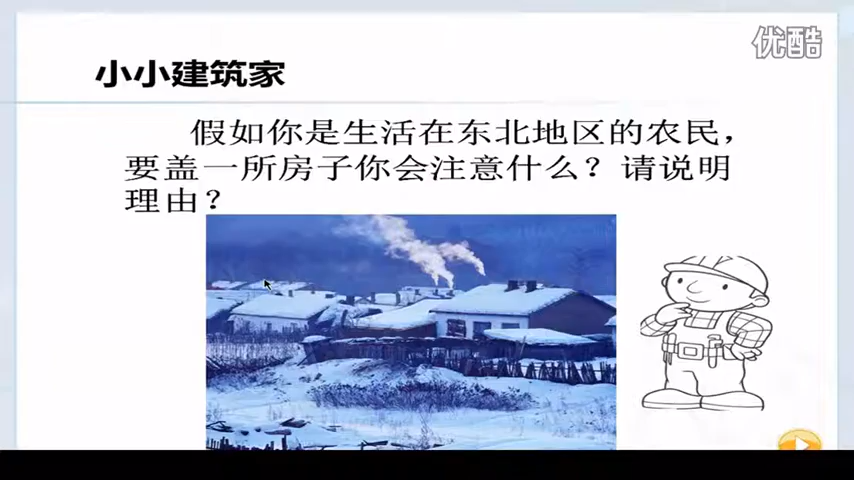 优酷
小小建筑家
假如你是生活在东北地区的农民，
要盖一所房子你会注意什么？请说明
理由？